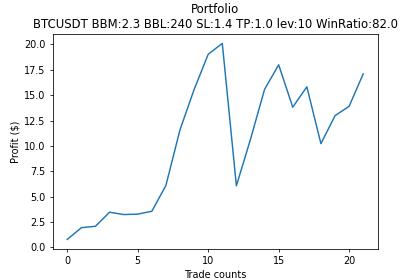 Portfolio
BTCUSDT BBM:2.3 BBL:240 SL:1.4 TP:1.0 lev:10 WinRatio:82.0
20.0
17.5
15.0
12.5
10.0
7.5
5.0
2.5
0.0
Profit ($)
0 5 10 15 20
Trade counts